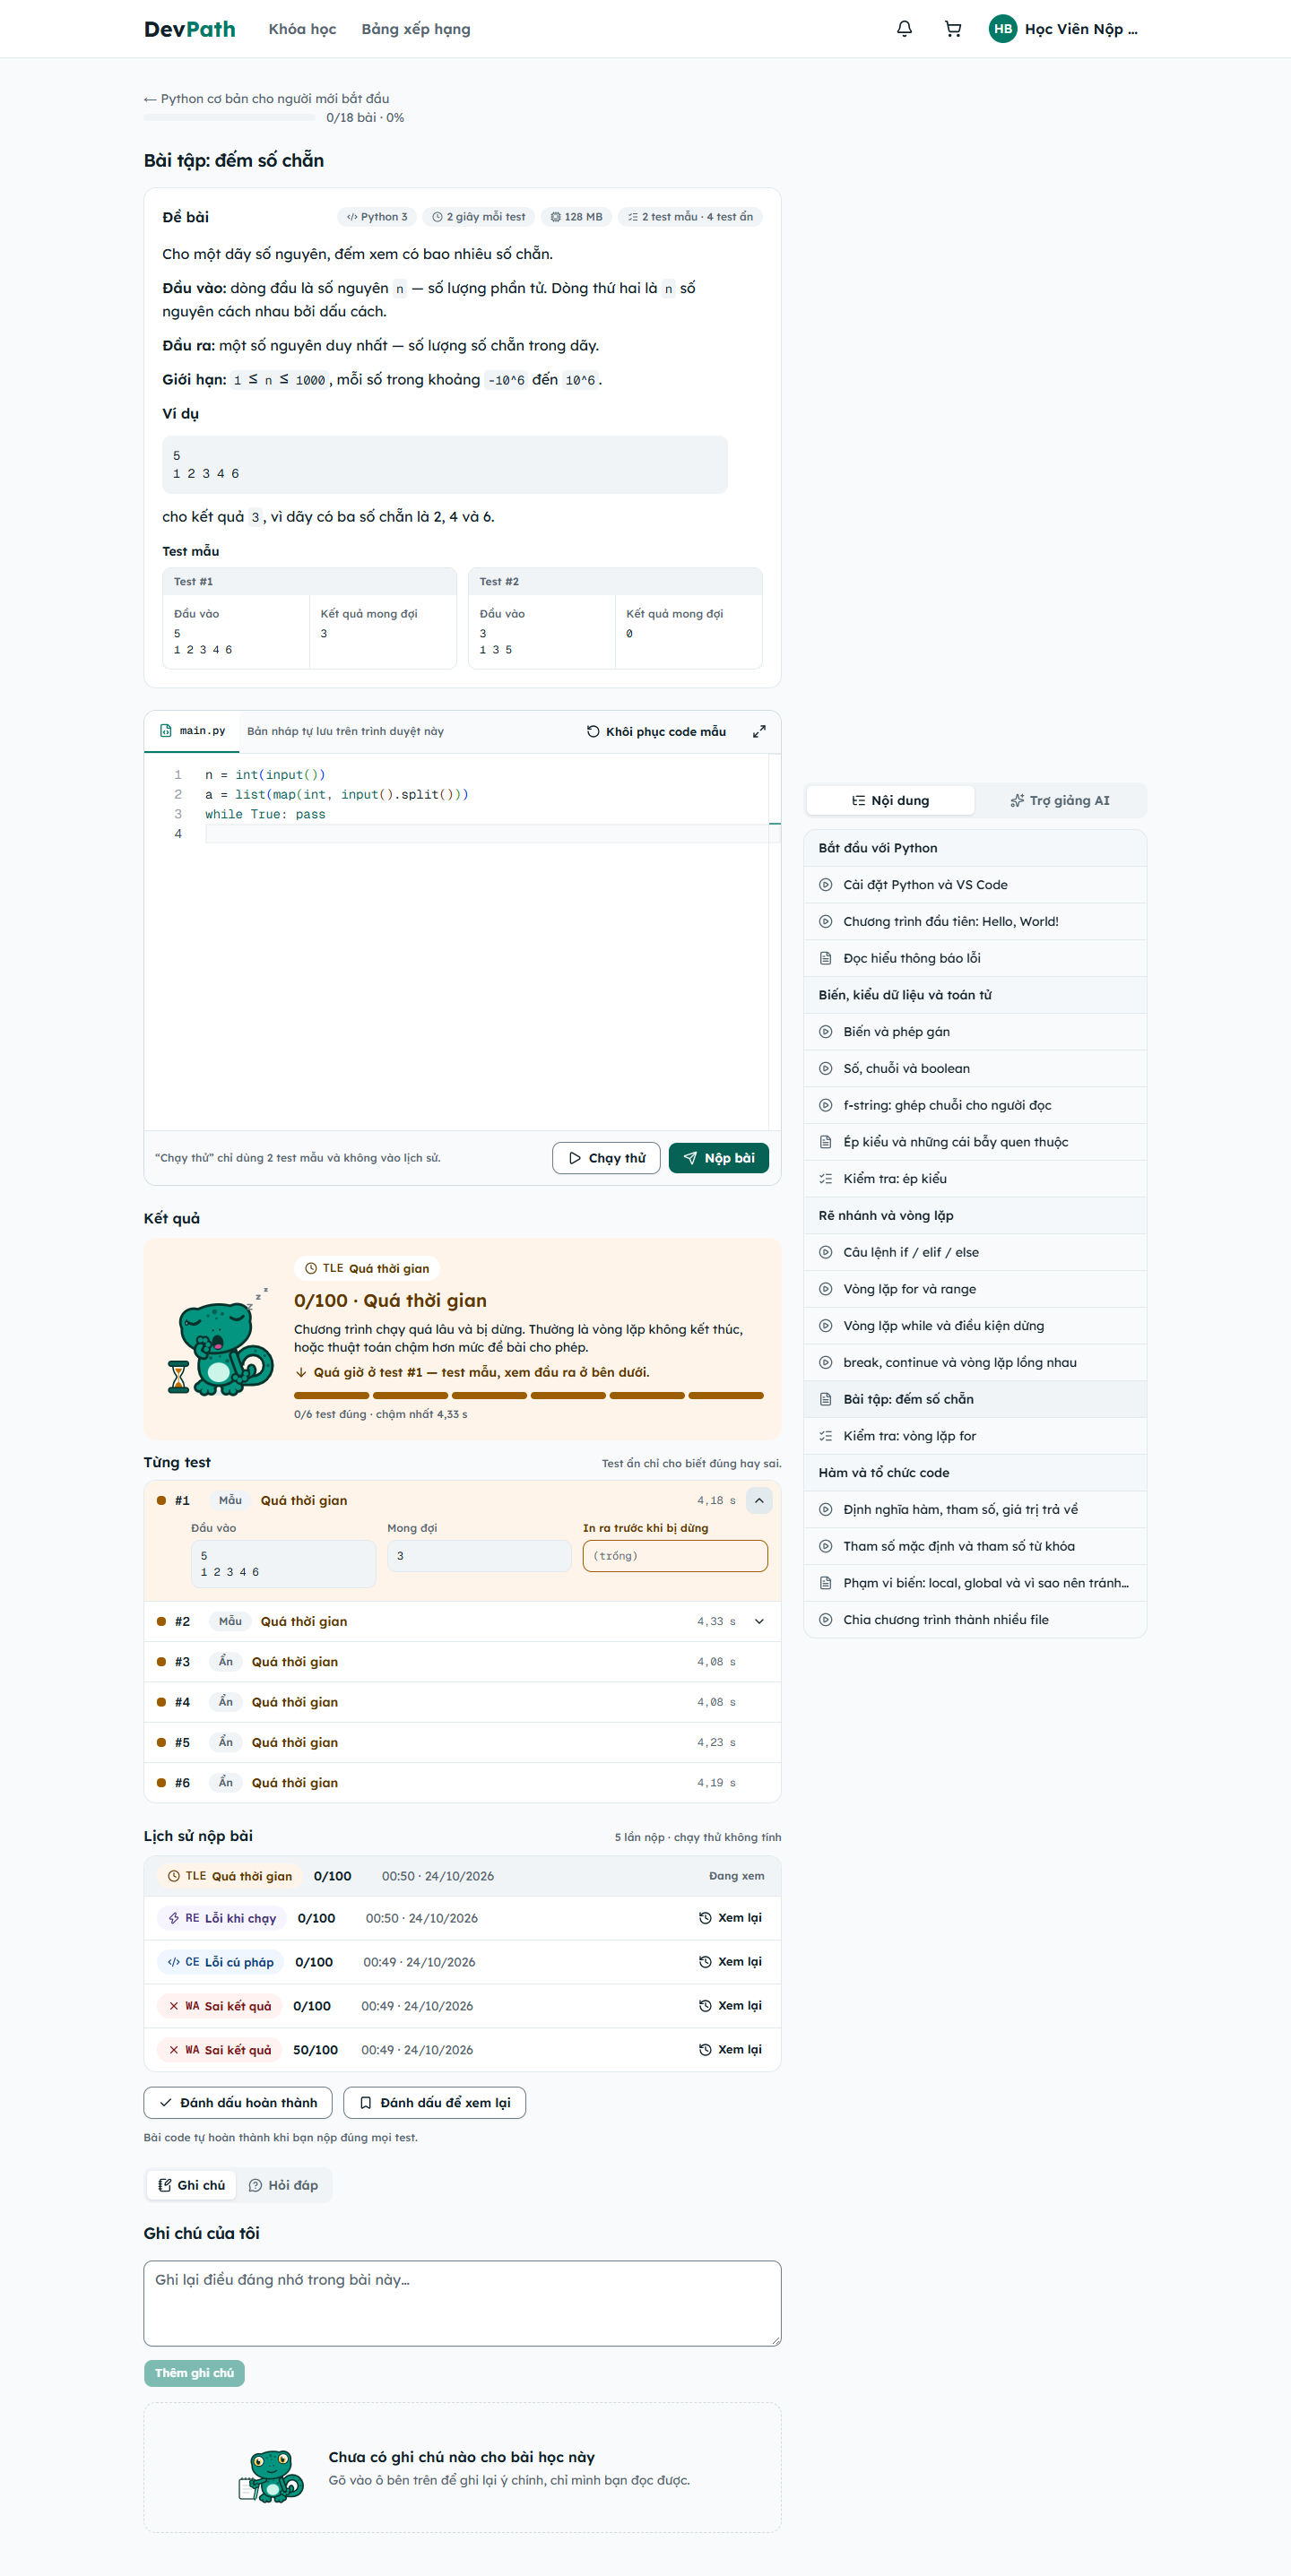 DevPath
Khóa học
Bảng xếp hạng
HB
Học Viên Nộp ...
← Python cơ bản cho người mới bắt đầu
0/18 bài · 0%
Bài tập: đếm số chẵn
Đề bài
Python 3
2 giây mỗi test
128 MB
2 test mẫu · 4 test ẩn
Cho một dãy số nguyên, đếm xem có bao nhiêu số chẵn.
Đầu vào: dòng đầu là số nguyên n — số lượng phần tử. Dòng thứ hai là n số
nguyên cách nhau bởi dấu cách.
Đầu ra: một số nguyên duy nhất — số lượng số chẵn trong dãy.
Giới hạn: 1 ≤ n ≤ 1000, mỗi số trong khoảng -10^6 đến 10^6.
Ví dụ
5
1 2 3 4 6
cho kết quả 3, vì dãy có ba số chẵn là 2, 4 và 6.
Test mẫu
Test #1
Đầu vào
5
1 2 3 4 6
Kết quả mong đợi
3
Test #2
Đầu vào
3
1 3 5
Kết quả mong đợi
0
main.py
Bản nháp tự lưu trên trình duyệt này
Khôi phục code mẫu
1 n = int(input())
2 a = list(map(int, input().split()))
3 while True: pass
4
“Chạy thử” chỉ dùng 2 test mẫu và không vào lịch sử.
Chạy thử
Nộp bài
Kết quả
TLE Quá thời gian
0/100 · Quá thời gian
Chương trình chạy quá lâu và bị dừng. Thường là vòng lặp không kết thúc,
hoặc thuật toán chậm hơn mức đề bài cho phép.
Quá giờ ở test #1 — test mẫu, xem đầu ra ở bên dưới.
0/6 test đúng · chậm nhất 4,33 s
z z z
Từng test
Test ẩn chỉ cho biết đúng hay sai.
#1 Mẫu Quá thời gian 4,18 s
Đầu vào
5
1 2 3 4 6
Mong đợi
3
In ra trước khi bị dừng
(trống)
#2 Mẫu Quá thời gian 4,33 s
#3 Ẩn Quá thời gian 4,08 s
#4 Ẩn Quá thời gian 4,08 s
#5 Ẩn Quá thời gian 4,23 s
#6 Ẩn Quá thời gian 4,19 s
Lịch sử nộp bài
5 lần nộp · chạy thử không tính
TLE Quá thời gian 0/100 00:50 · 24/10/2026 Đang xem
RE Lỗi khi chạy 0/100 00:50 · 24/10/2026 Xem lại
CE Lỗi cú pháp 0/100 00:49 · 24/10/2026 Xem lại
WA Sai kết quả 0/100 00:49 · 24/10/2026 Xem lại
WA Sai kết quả 50/100 00:49 · 24/10/2026 Xem lại
Đánh dấu hoàn thành
Đánh dấu để xem lại
Bài code tự hoàn thành khi bạn nộp đúng mọi test.
Ghi chú
Hỏi đáp
Ghi chú của tôi
Ghi lại điều đáng nhớ trong bài này...
Thêm ghi chú
Chưa có ghi chú nào cho bài học này
Gõ vào ô bên trên để ghi lại ý chính, chỉ mình bạn đọc được.
Nội dung
Trợ giảng AI
Bắt đầu với Python
Cài đặt Python và VS Code
Chương trình đầu tiên: Hello, World!
Đọc hiểu thông báo lỗi
Biến, kiểu dữ liệu và toán tử
Biến và phép gán
Số, chuỗi và boolean
f-string: ghép chuỗi cho người đọc
Ép kiểu và những cái bẫy quen thuộc
Kiểm tra: ép kiểu
Rẽ nhánh và vòng lặp
Câu lệnh if / elif / else
Vòng lặp for và range
Vòng lặp while và điều kiện dừng
break, continue và vòng lặp lồng nhau
Bài tập: đếm số chẵn
Kiểm tra: vòng lặp for
Hàm và tổ chức code
Định nghĩa hàm, tham số, giá trị trả về
Tham số mặc định và tham số từ khóa
Phạm vi biến: local, global và vì sao nên tránh...
Chia chương trình thành nhiều file